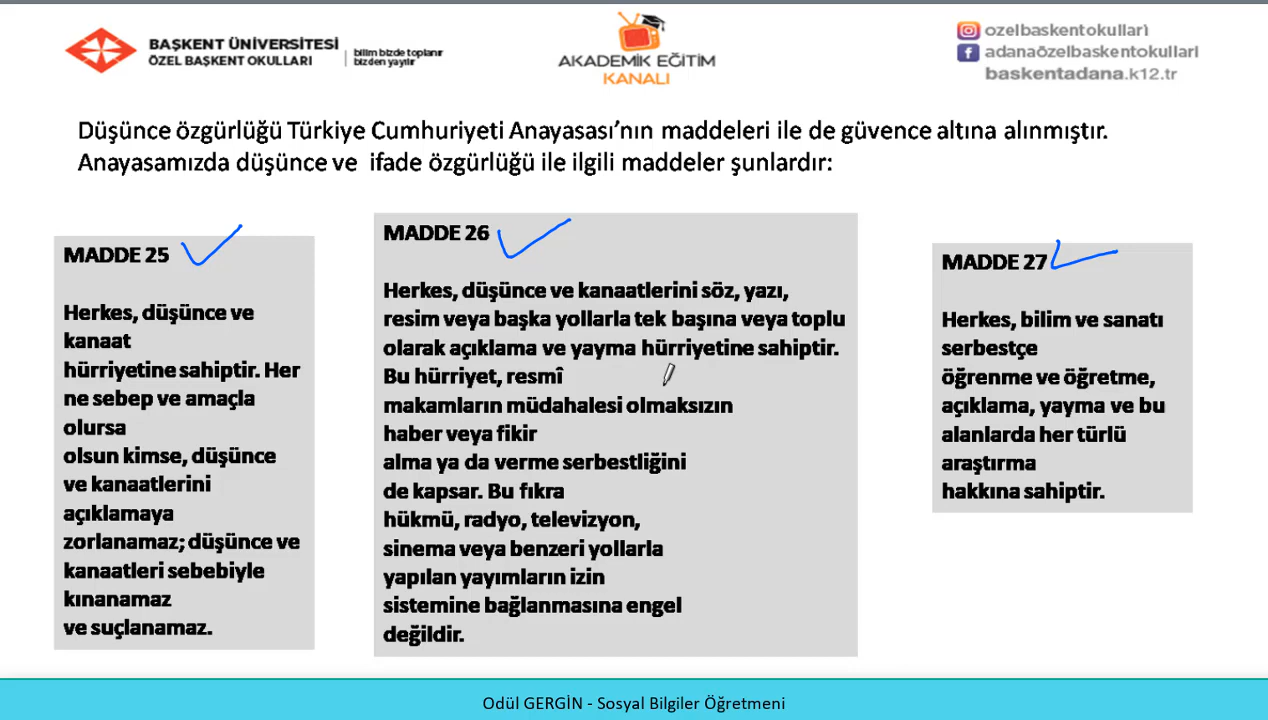 BAŞKENT ÜNİVERSİTESİ
ÖZEL BAŞKENT OKULLARI
bilim bizde toplanır
bizden yayılır
AKADEMİK EĞİTİM
KANALI
ozelbaskentokullari
adanaözelbaskentokullari
baskentadana.k12.tr
Düşünce özgürlüğü Türkiye Cumhuriyeti Anayasası’nın maddeleri ile de güvence altına alınmıştır.
Anayasamızda düşünce ve ifade özgürlüğü ile ilgili maddeler şunlardır:
MADDE 25
Herkes, düşünce ve
kanaat
hürriyetine sahiptir. Her
ne sebep ve amaçla
olursa
olsun kimse, düşünce
ve kanaatlerini
açıklamaya
zorlanamaz; düşünce ve
kanaatleri sebebiyle
kınanamaz
ve suçlanamaz.
MADDE 26
Herkes, düşünce ve kanaatlerini söz, yazı,
resim veya başka yollarla tek başına veya toplu
olarak açıklama ve yayma hürriyetine sahiptir.
Bu hürriyet, resmî
makamların müdahalesi olmaksızın
haber veya fikir
alma ya da verme serbestliğini
de kapsar. Bu fıkra
hükmü, radyo, televizyon,
sinema veya benzeri yollarla
yapılan yayımların izin
sistemine bağlanmasına engel
değildir.
MADDE 27
Herkes, bilim ve sanatı
serbestçe
öğrenme ve öğretme,
açıklama, yayma ve bu
alanlarda her türlü
araştırma
hakkına sahiptir.
Odül GERGİN - Sosyal Bilgiler Öğretmeni